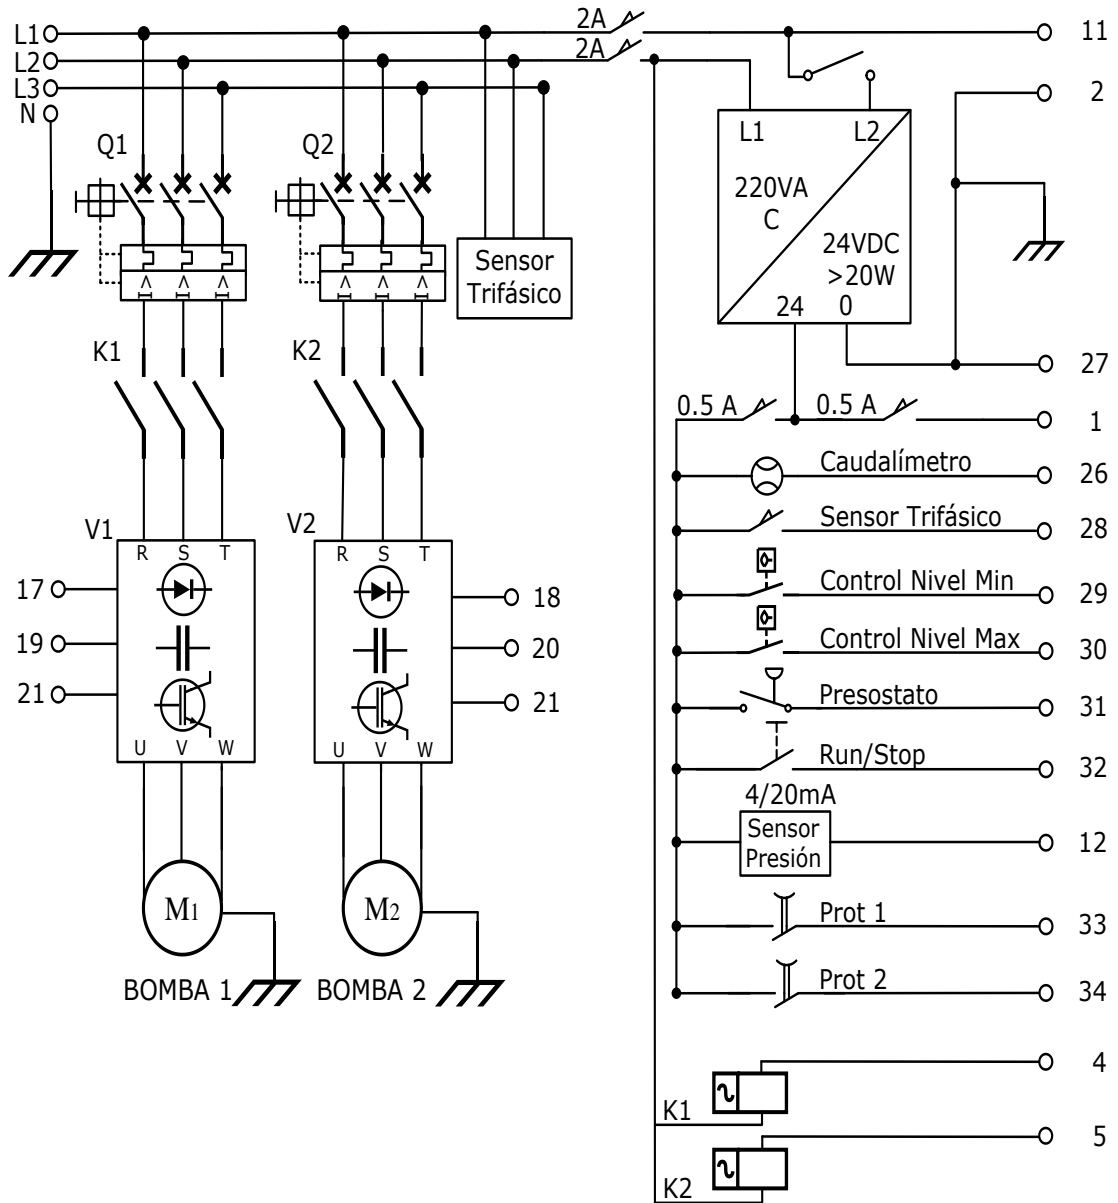 L1
2A
11
L2
2A
L3
N
2
Q1
Q2
L1
L2
220VA
C
24VDC
>20W
24
0
Sensor
Trifásico
K1
K2
27
0.5 A
0.5 A
1
Caudalímetro
26
V1
V2
Sensor Trifásico
28
R
S
T
R
S
T
17
18
Control Nivel Min
29
19
20
Control Nivel Max
30
21
21
Presostato
31
U
V
W
U
V
W
Run/Stop
32
4/20mA
Sensor
Presión
12
M1
M2
Prot 1
33
BOMBA 1
BOMBA 2
Prot 2
34
4
K1
5
K2